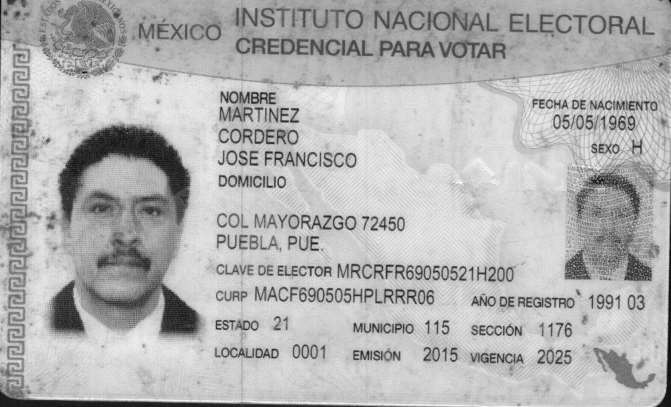 MÉXICO INSTITUTO NACIONAL ELECTORAL
CREDENCIAL PARA VOTAR
NOMBRE
MARTINEZ
CORDERO
JOSE FRANCISCO
FECHA DE NACIMIENTO
05/05/1969
SEXO H
DOMICILIO
COL MAYORAZGO 72450
PUEBLA, PUE.
CLAVE DE ELECTOR MRCRFR69050521H200
CURP MACF690505HPLRRR06 AÑO DE REGISTRO 1991 03
ESTADO 21 MUNICIPIO 115 SECCIÓN 1176
LOCALIDAD 0001 EMISIÓN 2015 VIGENCIA 2025